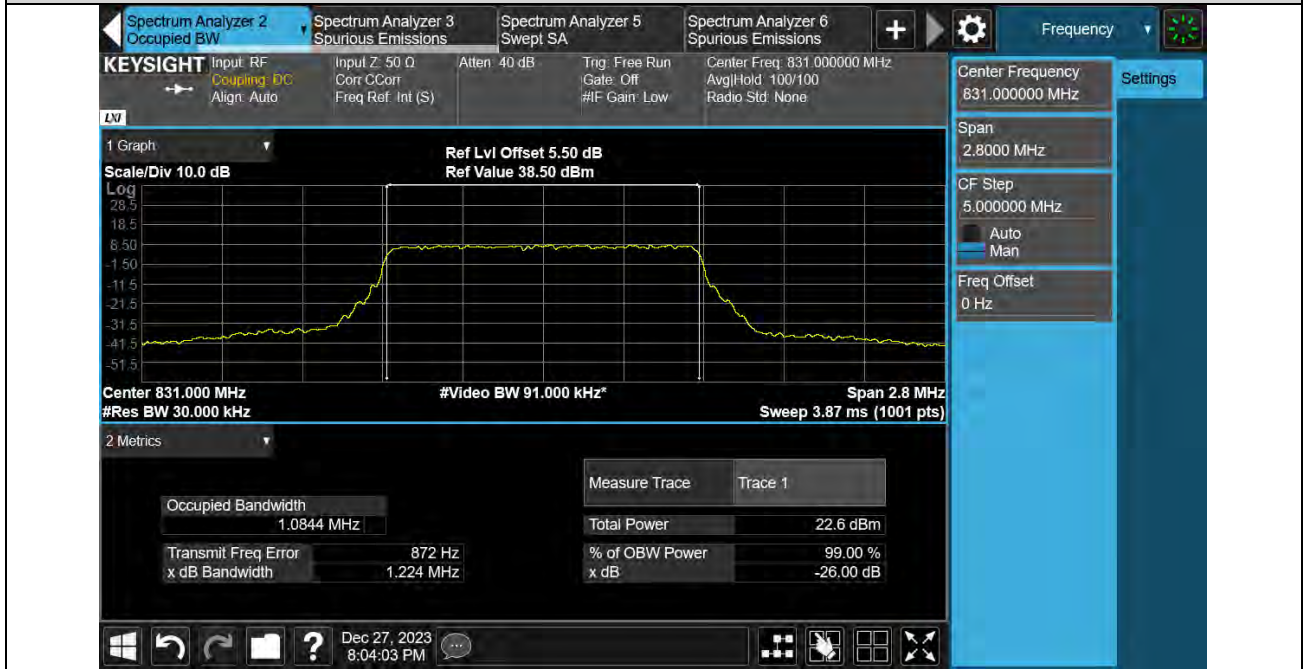 Spectrum Analyzer 2
Occupied BW
Spectrum Analyzer 3
Spurious Emissions
Spectrum Analyzer 5
Swept SA
Spectrum Analyzer 6
Spurious Emissions
+
Frequency
KEYSIGHT
Input: RF
Coupling: DC
Align: Auto
Input Z: 50 Ω
Corr CCorr
Freq Ref: Int (S)
Atten: 40 dB
Trig: Free Run
Gate: Off
#IF Gain: Low
Center Freq: 831.000000 MHz
Avg|Hold: 100/100
Radio Std: None
LXI
Center Frequency
831.000000 MHz
Settings
Span
2.8000 MHz
CF Step
5.000000 MHz
Auto
Man
Freq Offset
0 Hz
1 Graph
Scale/Div 10.0 dB
Ref Lvl Offset 5.50 dB
Ref Value 38.50 dBm
Log
28.5
18.5
8.50
-1.50
-11.5
-21.5
-31.5
-41.5
-51.5
Center 831.000 MHz
#Res BW 30.000 kHz
#Video BW 91.000 kHz*
Span 2.8 MHz
Sweep 3.87 ms (1001 pts)
2 Metrics
Measure Trace
Trace 1
Occupied Bandwidth
1.0844 MHz
Total Power
22.6 dBm
Transmit Freq Error
872 Hz
% of OBW Power
99.00 %
x dB Bandwidth
1.224 MHz
x dB
-26.00 dB
?
Dec 27, 2023
8:04:03 PM